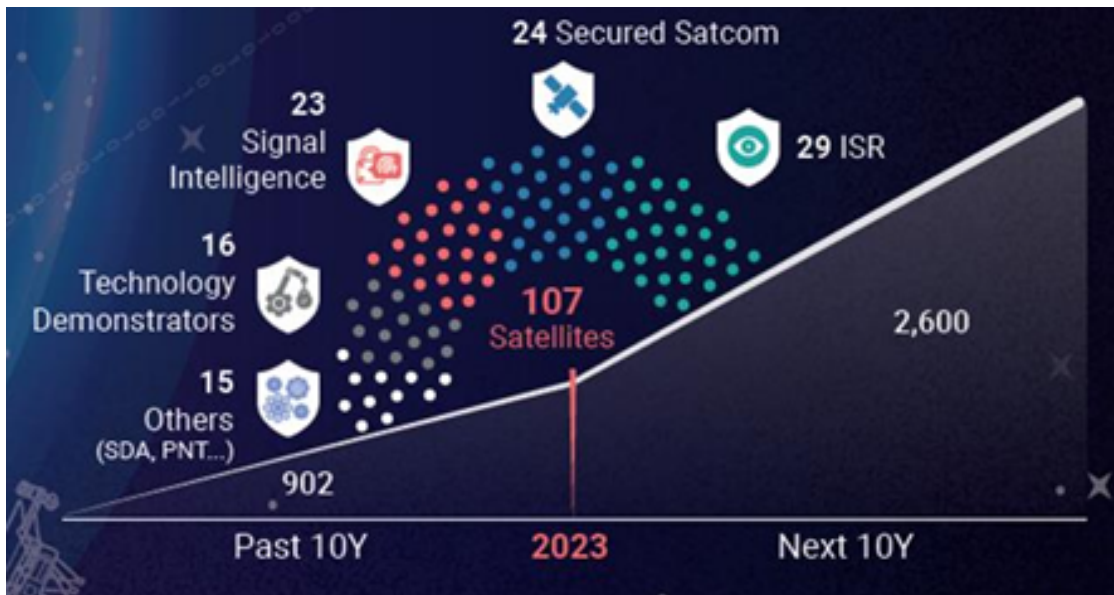 24 Secured Satcom
23
Signal
Intelligence
29 ISR
16
Technology
Demonstrators
107
Satellites
2,600
15
Others
(SDA, PNT...)
902
Past 10Y
2023
Next 10Y